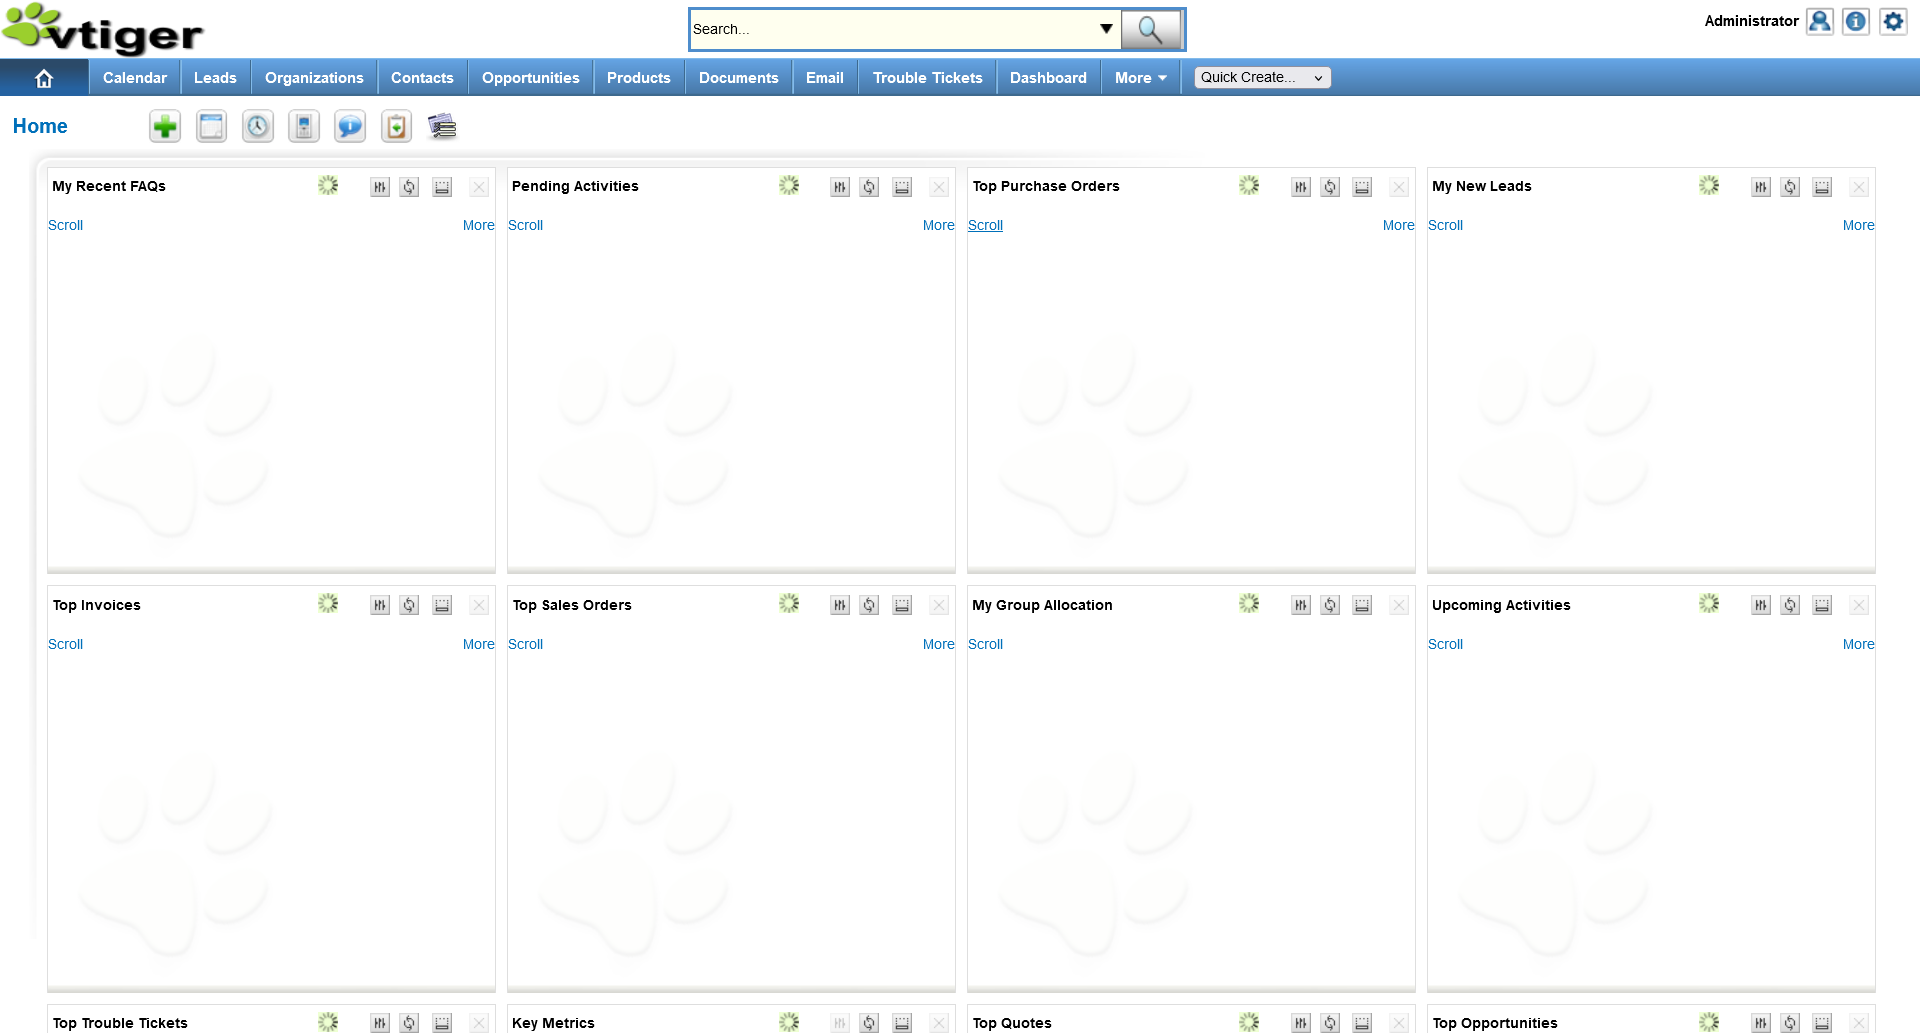 vtiger
Search...
Administrator
Calendar Leads Organizations Contacts Opportunities Products Documents Email Trouble Tickets Dashboard More Quick Create...
Home
My Recent FAQs Pending Activities Top Purchase Orders My New Leads
Scroll More Scroll More Scroll More Scroll More
Top Invoices Top Sales Orders My Group Allocation Upcoming Activities
Scroll More Scroll More Scroll Scroll More
Top Trouble Tickets Key Metrics Top Quotes Top Opportunities